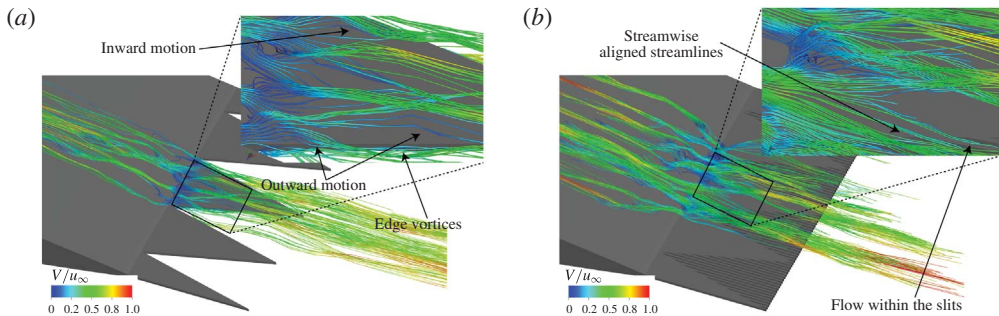 (a)
Inward motion
Outward motion
Edge vortices
V/u∞
0 0.2 0.5 0.8 1.0
(b)
Streamwise
aligned streamlines
V/u∞
0 0.2 0.5 0.8 1.0
Flow within the slits